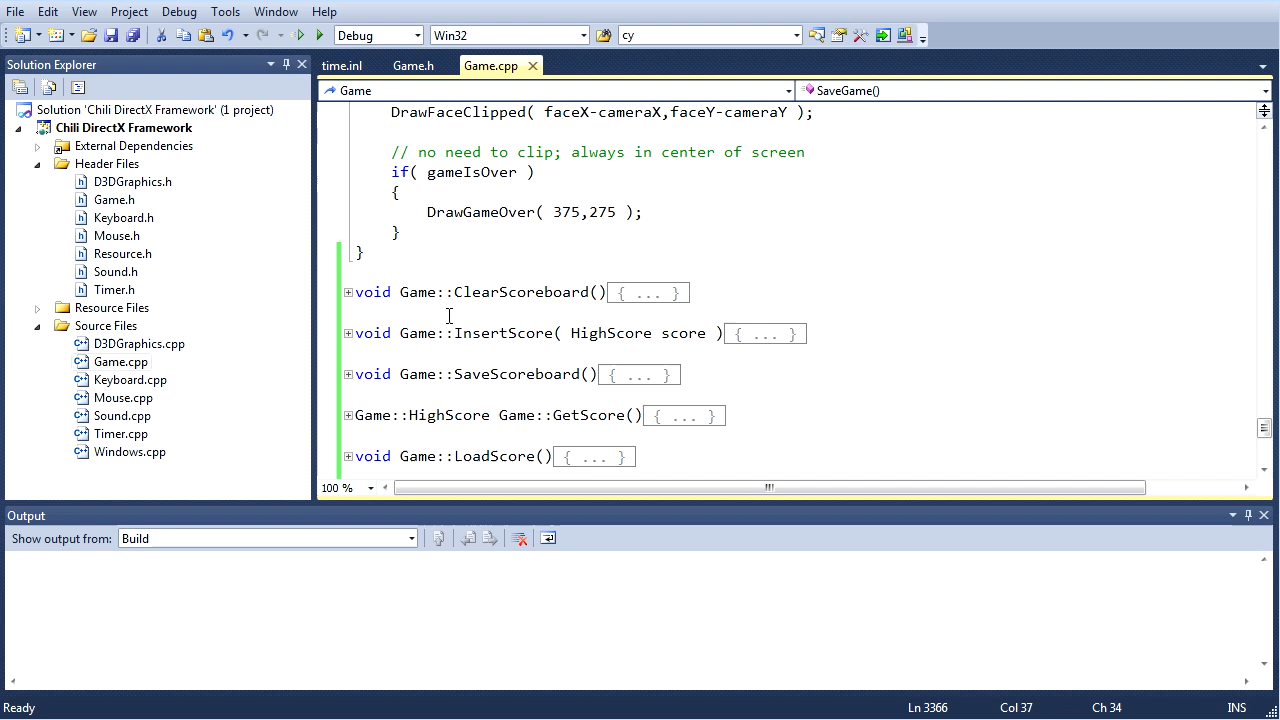 File Edit View Project Debug Tools Window Help
Debug Win32 cy
Solution Explorer
time.inl Game.h Game.cpp
Game SaveGame()
Solution 'Chili DirectX Framework' (1 project)
Chili DirectX Framework
External Dependencies
Header Files
D3DGraphics.h
Game.h
Keyboard.h
Mouse.h
Resource.h
Sound.h
Timer.h
Resource Files
Source Files
D3DGraphics.cpp
Game.cpp
Keyboard.cpp
Mouse.cpp
Sound.cpp
Timer.cpp
Windows.cpp
DrawFaceClipped( faceX-cameraX,faceY-cameraY );
// no need to clip; always in center of screen
if( gameIsOver )
{
DrawGameOver( 375,275 );
}
}
void Game::ClearScoreboard(){ ... }
void Game::InsertScore( HighScore score ){ ... }
void Game::SaveScoreboard(){ ... }
Game::HighScore Game::GetScore(){ ... }
void Game::LoadScore(){ ... }
100 %
Output
Show output from: Build
Ready Ln 3366 Col 37 Ch 34 INS